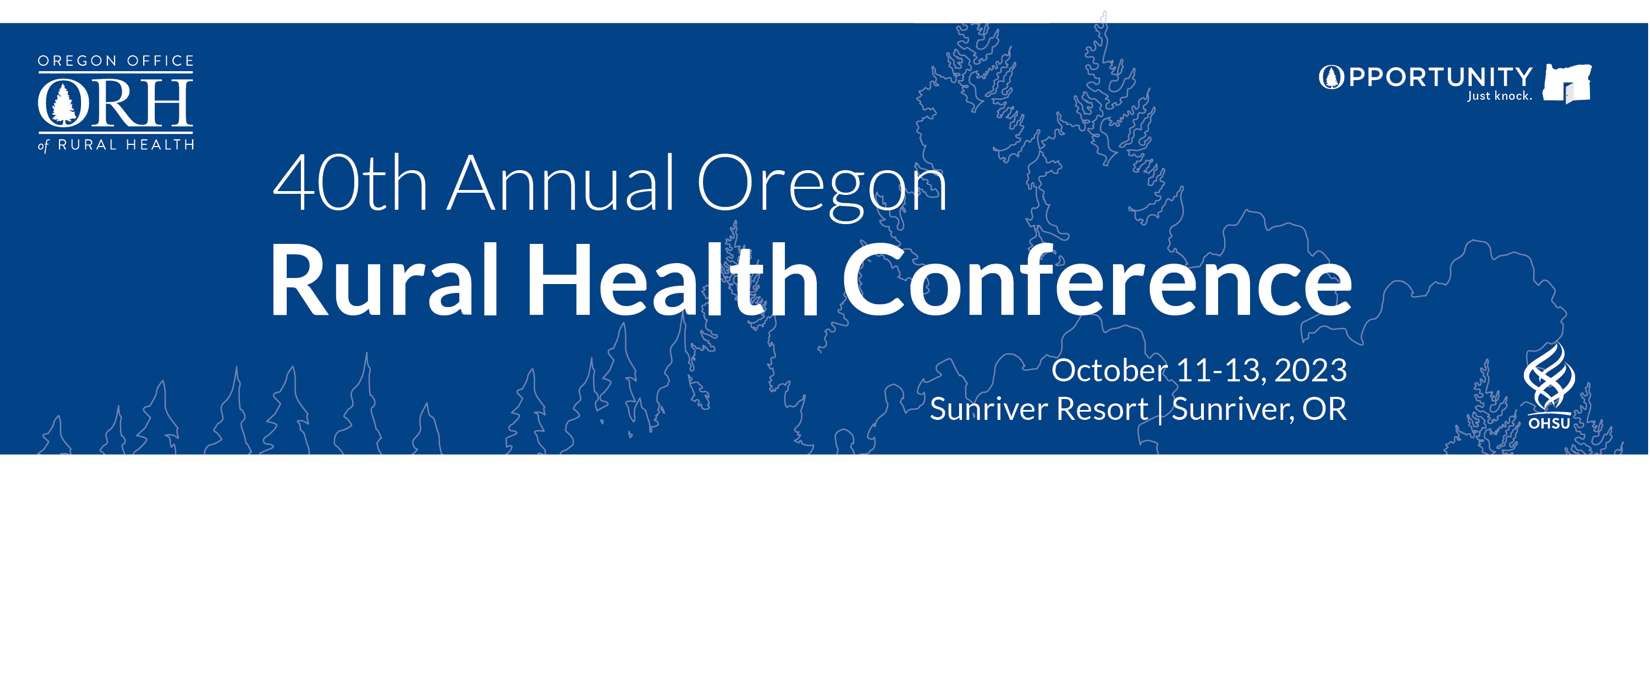 OREGON OFFICE
ORH
of RURAL HEALTH
OPPORTUNITY
Just knock.
40th Annual Oregon
Rural Health Conference
October 11-13, 2023
Sunriver Resort | Sunriver, OR
OHSU